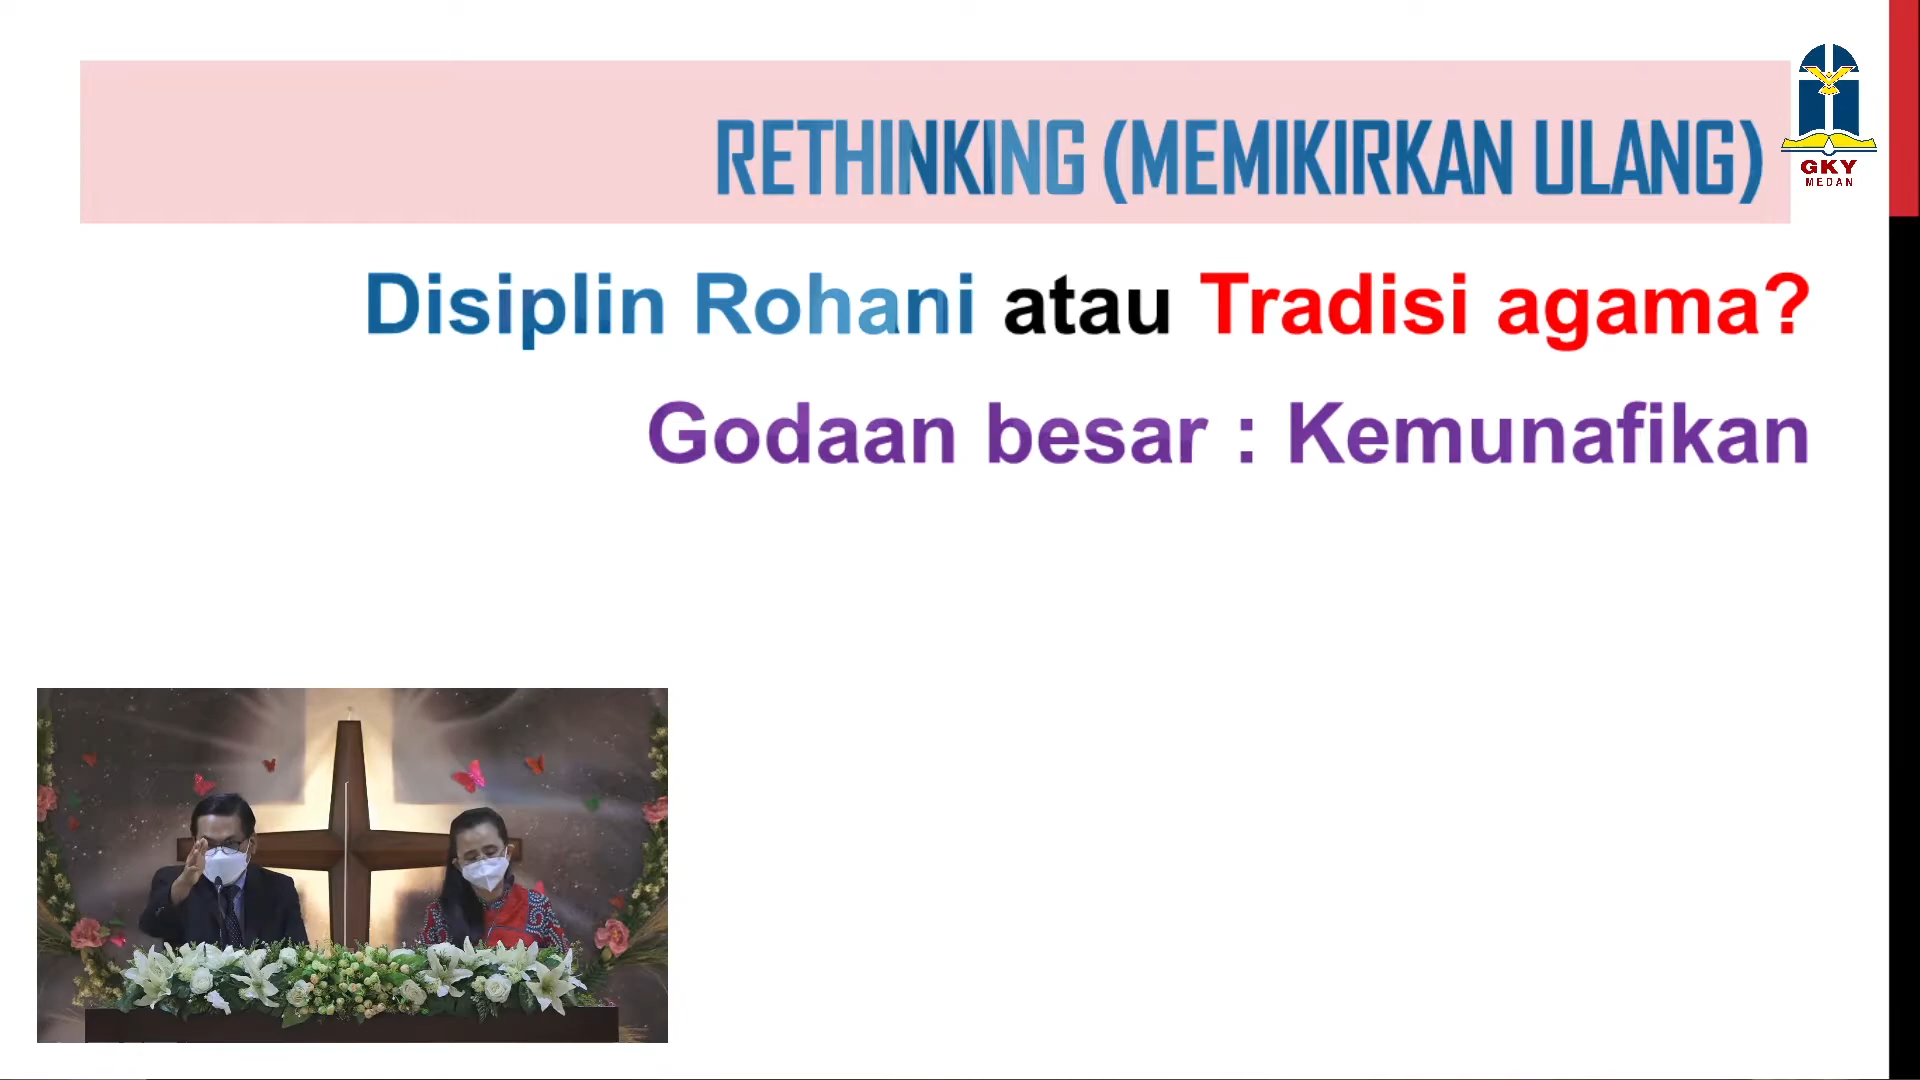 RETHINKING (MEMIKIRKAN ULANG)
GKY
MEDAN
Disiplin Rohani atau Tradisi agama?
Godaan besar : Kemunafikan